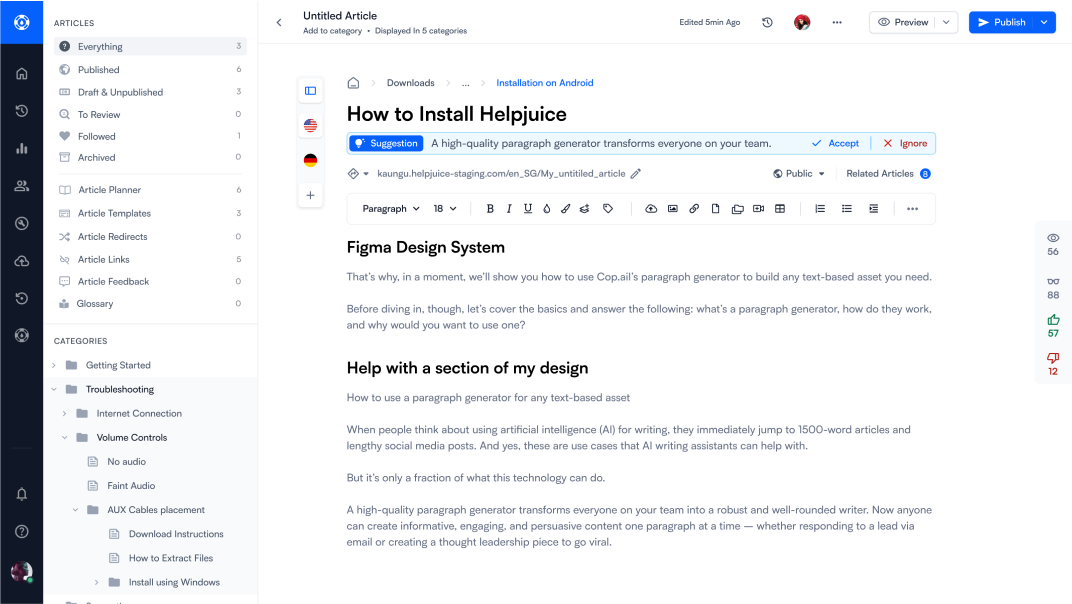 ARTICLES
Everything 3
Published 6
Draft & Unpublished 3
To Review 0
Followed 1
Archived 0
Article Planner 6
Article Templates 3
Article Redirects 0
Article Links 5
Article Feedback 0
Glossary 0
CATEGORIES
Getting Started
Troubleshooting
Internet Connection
Volume Controls
No audio
Faint Audio
AUX Cables placement
Download Instructions
How to Extract Files
Install using Windows
Untitled Article
Add to category • Displayed In 5 categories
Edited 5min Ago
Preview
Publish
Downloads
...
Installation on Android
How to Install Helpjuice
Suggestion A high-quality paragraph generator transforms everyone on your team. Accept Ignore
kaungu.helpjuice-staging.com/en_SG/My_untitiled_article Public Related Articles 8
Paragraph 18 B I U
Figma Design System
That's why, in a moment, we'll show you how to use Cop.ail's paragraph generator to build any text-based asset you need.
Before diving in, though, let's cover the basics and answer the following: what's a paragraph generator, how do they work,
and why would you want to use one?
Help with a section of my design
How to use a paragraph generator for any text-based asset
When people think about using artificial intelligence (AI) for writing, they immediately jump to 1500-word articles and
lengthy social media posts. And yes, these are use cases that AI writing assistants can help with.
But it's only a fraction of what this technology can do.
A high-quality paragraph generator transforms everyone on your team into a robust and well-rounded writer. Now anyone
can create informative, engaging, and persuasive content one paragraph at a time — whether responding to a lead via
email or creating a thought leadership piece to go viral.
56
88
57
12